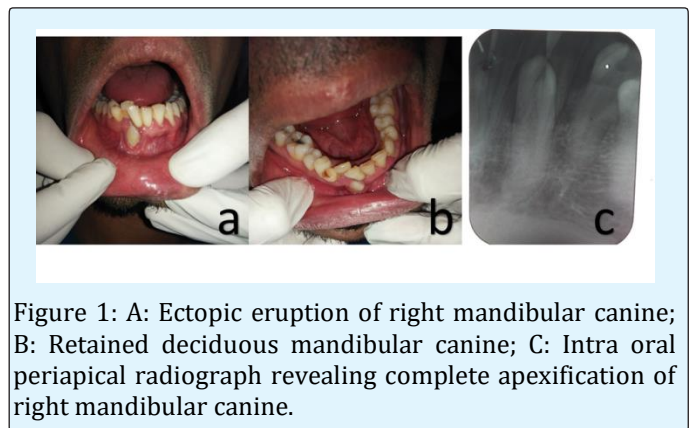 a
b
c
Figure 1: A: Ectopic eruption of right mandibular canine;
B: Retained deciduous mandibular canine; C: Intra oral
periapical radiograph revealing complete apexification of
right mandibular canine.